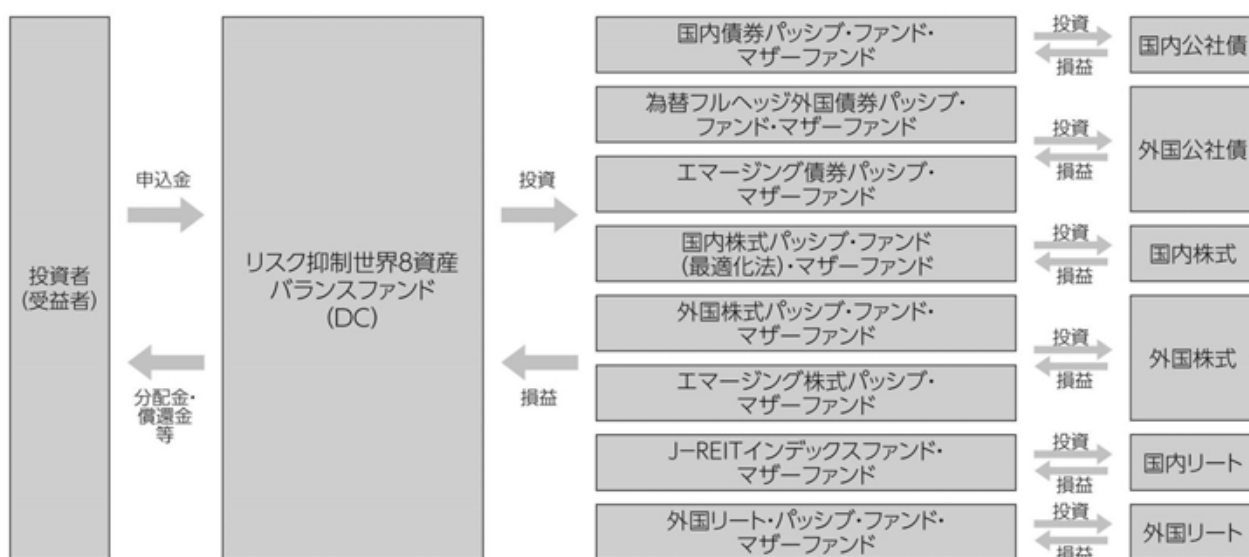 投資者
(受益者)
申込金
分配金・
償還金
等
リスク抑制世界8資産
バランスファンド
(DC)
投資
損益
国内債券パッシブ・ファンド・
マザーファンド
投資
損益
国内公社債
為替フルヘッジ外国債券パッシブ・
ファンド・マザーファンド
エマージング債券パッシブ・
マザーファンド
投資
損益
外国公社債
国内株式パッシブ・ファンド
(最適化法)・マザーファンド
投資
損益
国内株式
外国株式パッシブ・ファンド・
マザーファンド
エマージング株式パッシブ・
マザーファンド
投資
損益
外国株式
J-REITインデックスファンド・
マザーファンド
投資
損益
国内リート
外国リート・パッシブ・ファンド・
マザーファンド
投資
損益
外国リート